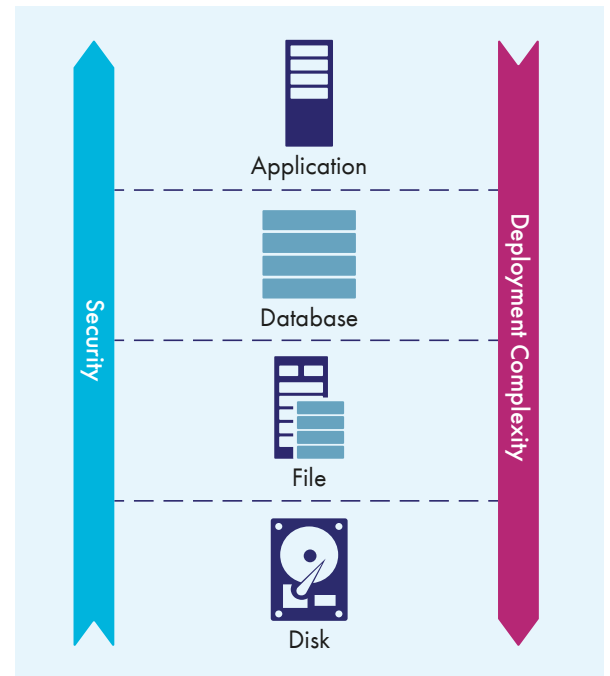 Application
Database
File
Disk
Security
Deployment Complexity